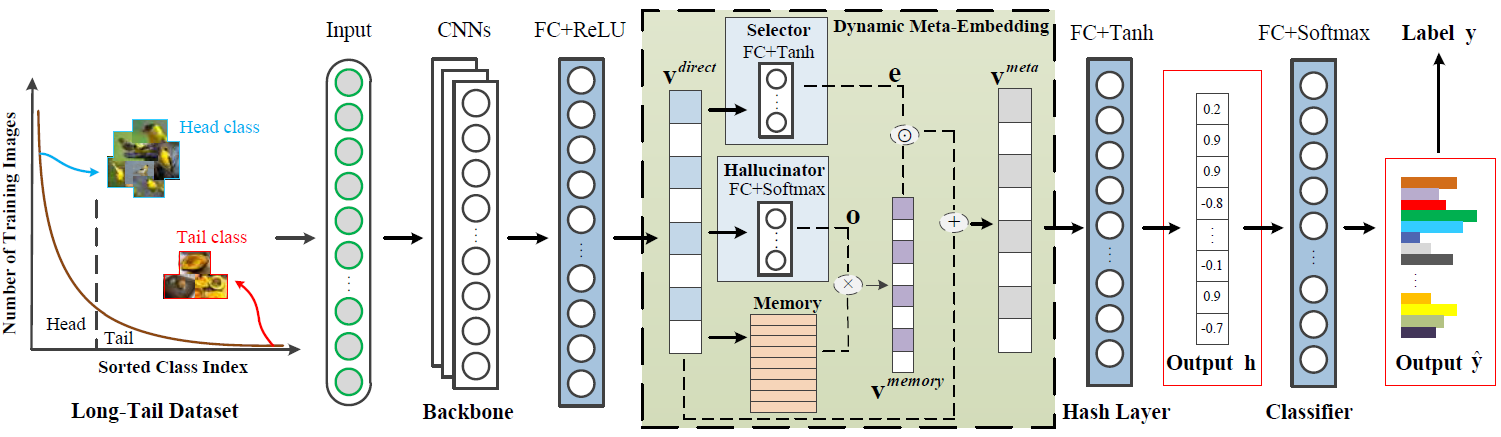 Number of Training Images
Head class
Tail class
Head
Tail
Sorted Class Index
Long-Tail Dataset
Input
CNNs
Backbone
FC+ReLU
Dynamic Meta-Embedding
v^direct
Selector
FC+Tanh
Hallucinator
FC+Softmax
Memory
e
o
⊙
×
+
v^memory
v^meta
FC+Tanh
Hash Layer
0.2
0.9
0.9
-0.8
-0.1
0.9
-0.7
Output h
FC+Softmax
Classifier
Label y
Output ŷ